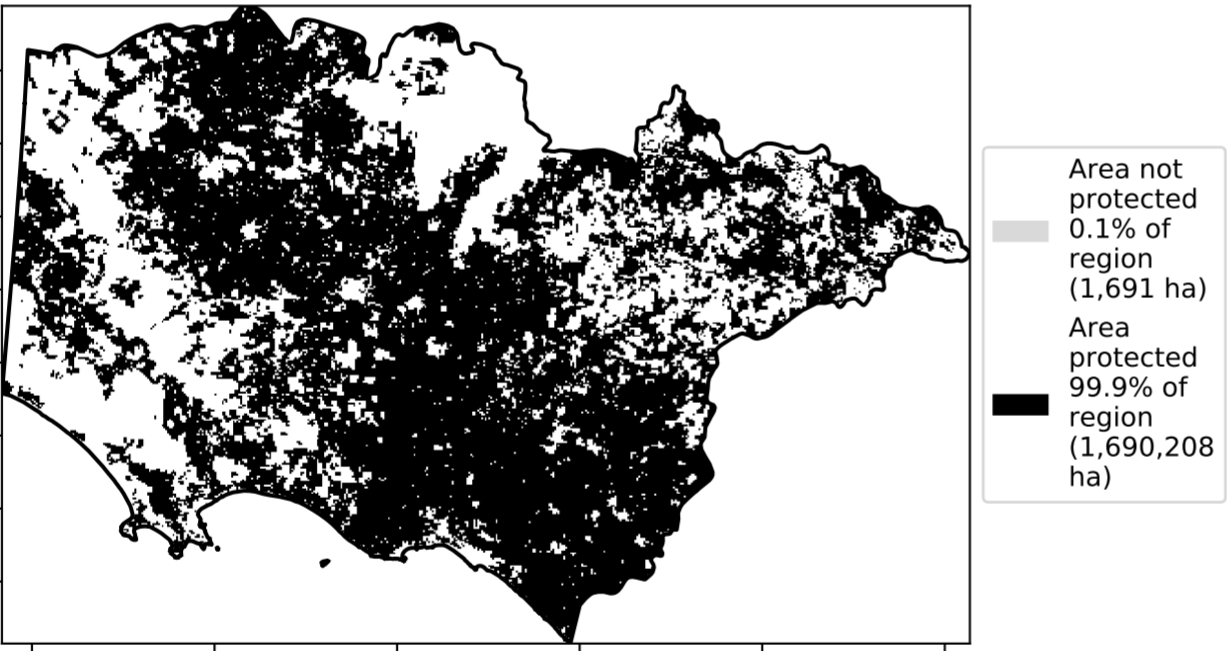 Area not
protected
0.1% of
region
(1,691 ha)
Area
protected
99.9% of
region
(1,690,208
ha)